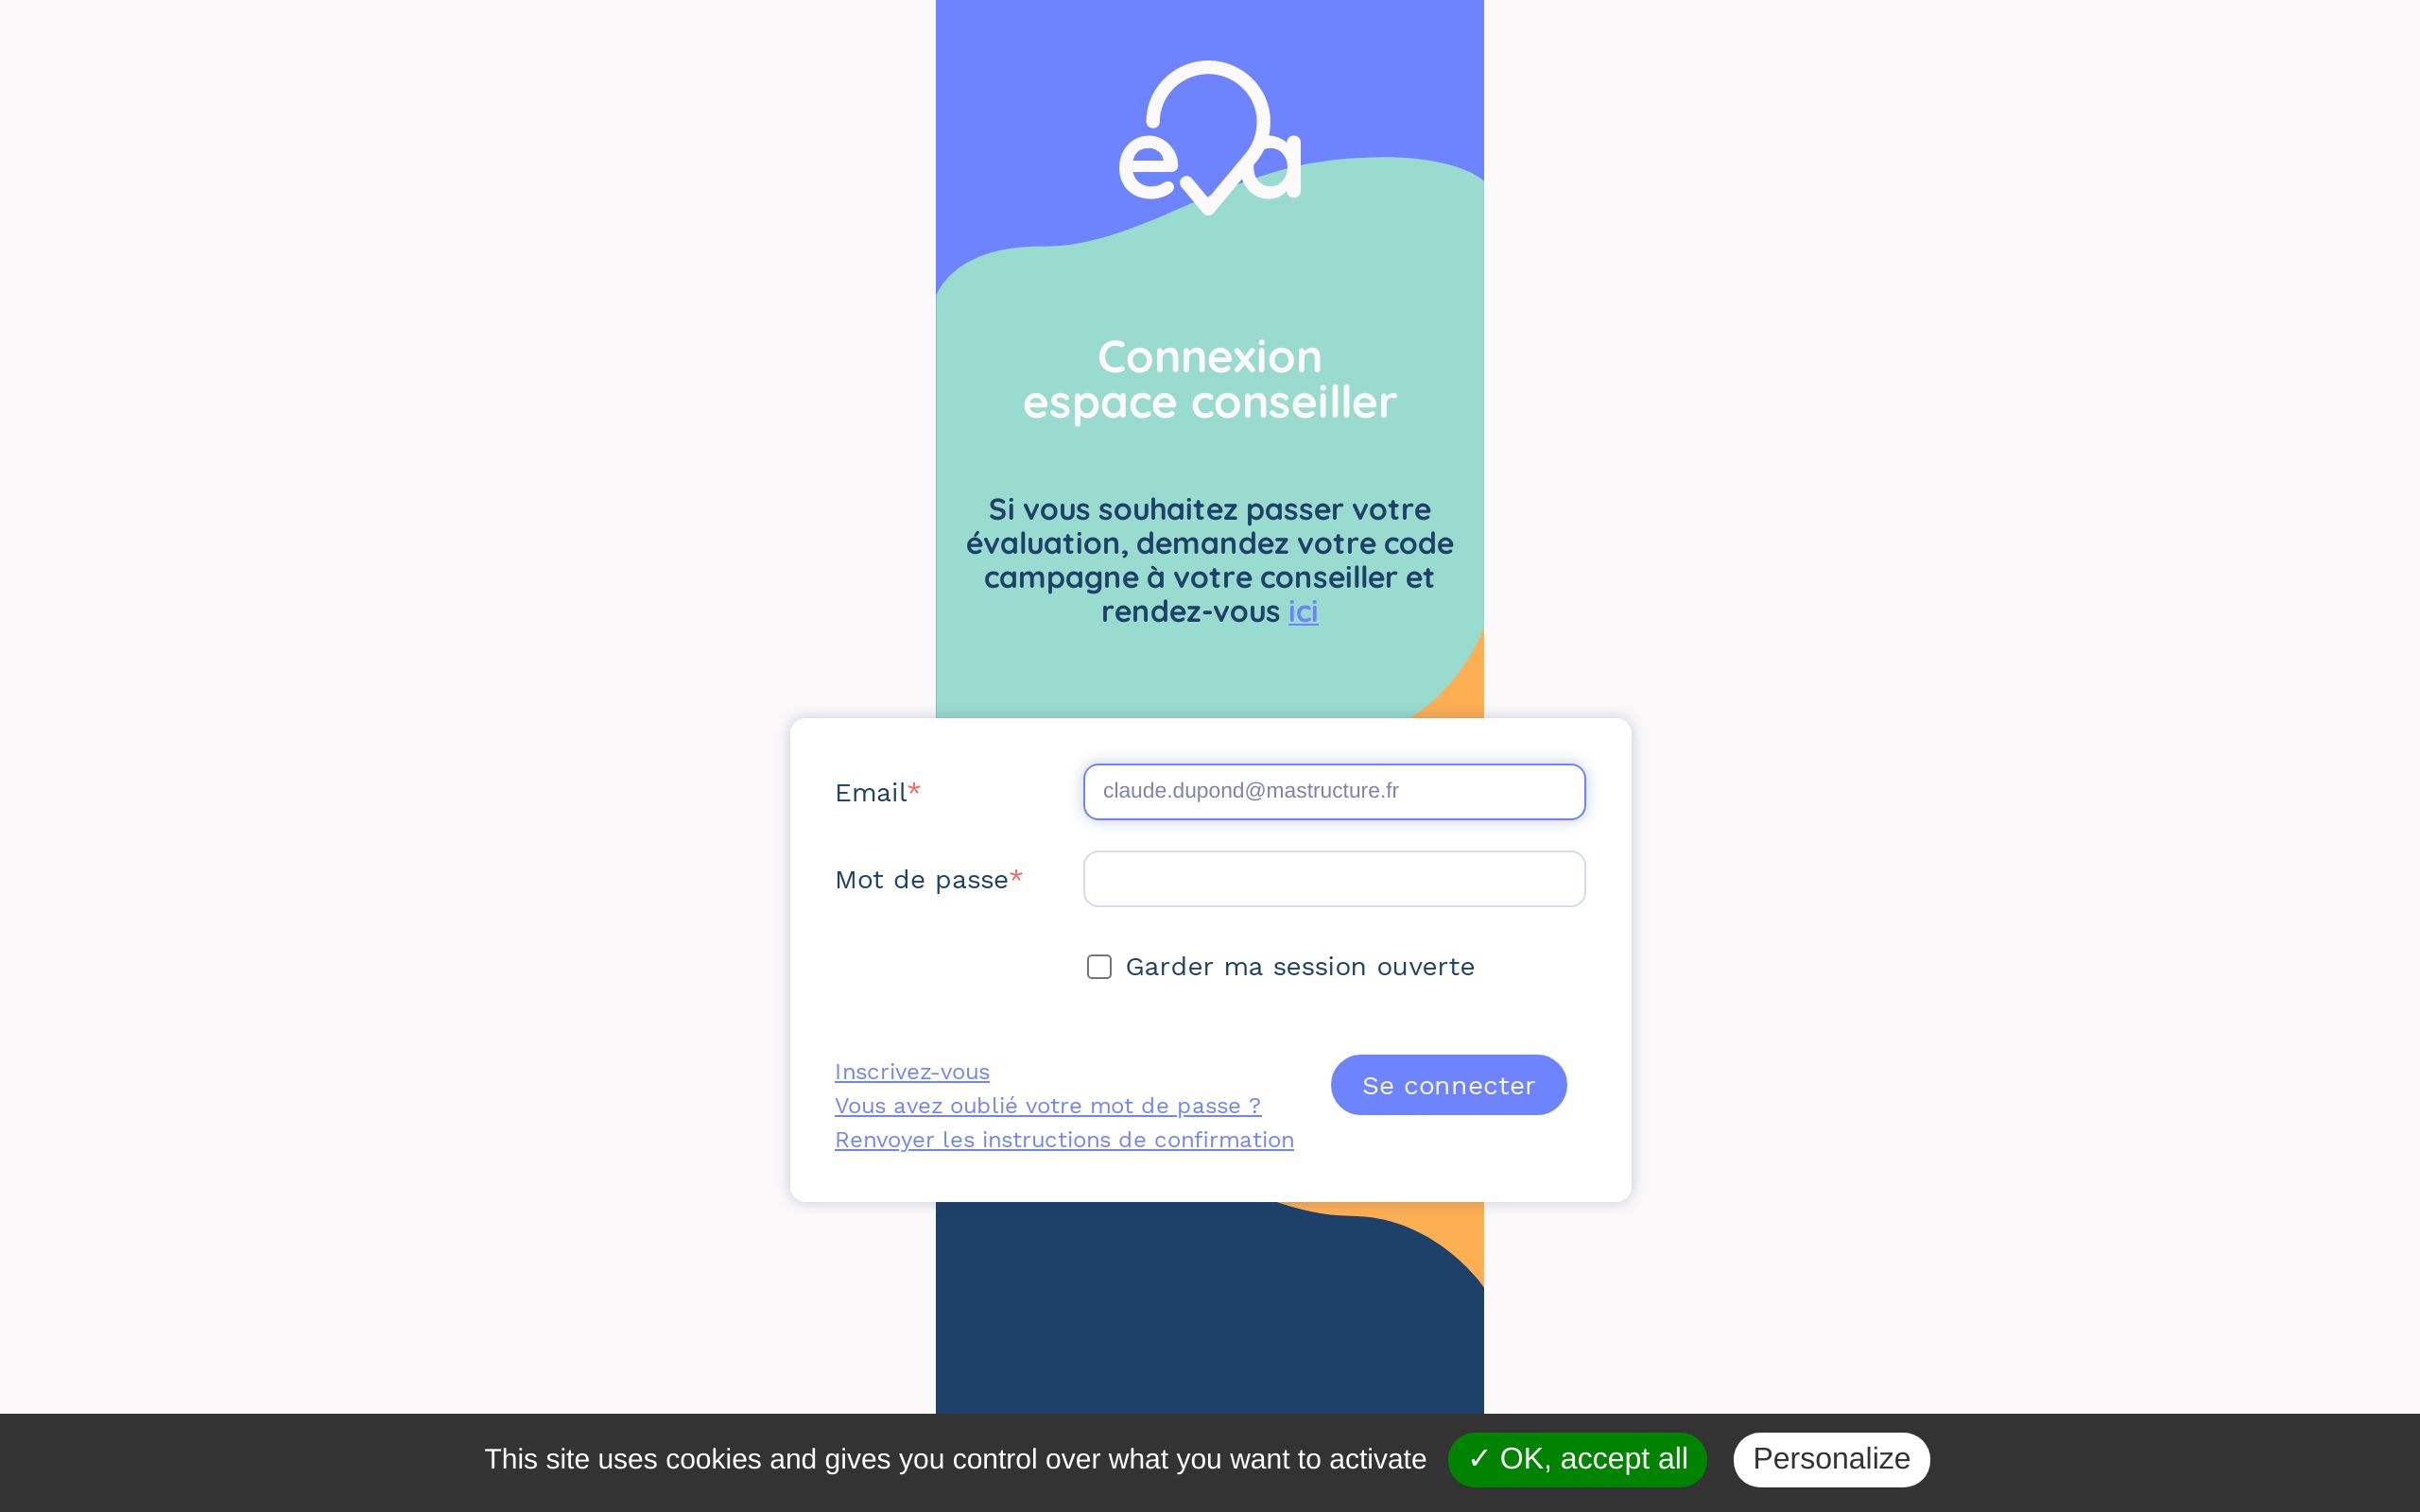 eva
Connexion
espace conseiller
Si vous souhaitez passer votre
évaluation, demandez votre code
campagne à votre conseiller et
rendez-vous ici
Email*
claude.dupond@mastructure.fr
Mot de passe*
Garder ma session ouverte
Inscrivez-vous
Vous avez oublié votre mot de passe ?
Renvoyer les instructions de confirmation
Se connecter
This site uses cookies and gives you control over what you want to activate
✓ OK, accept all
Personalize